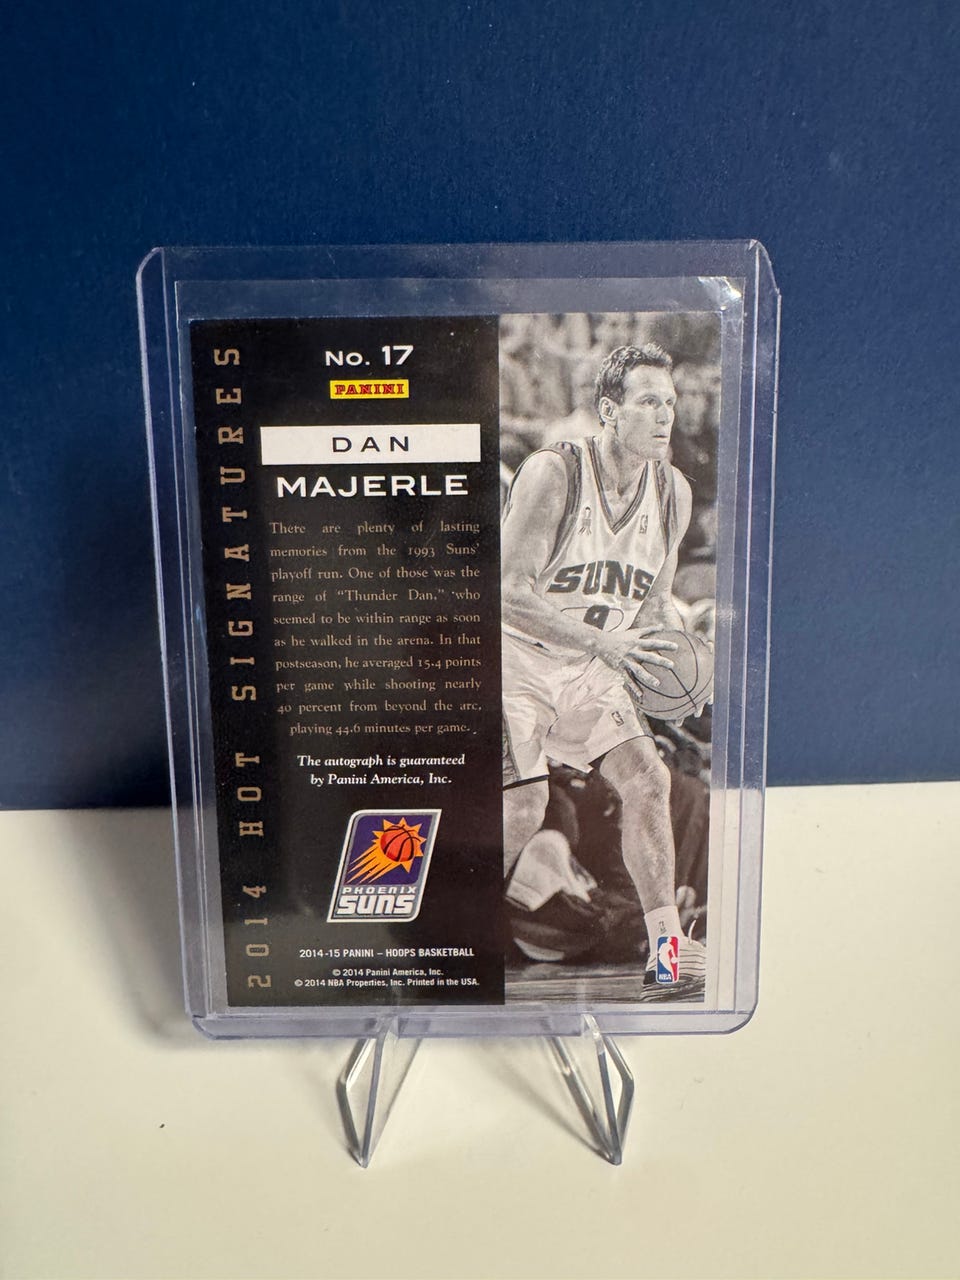 2014 HOT SIGNATURES
No. 17
PANINI
DAN
MAJERLE
There are plenty of lasting
memories from the 1993 Suns'
playoff run. One of those was the
range of "Thunder Dan," who
seemed to be within range as soon
as he walked in the arena. In that
postseason, he averaged 15.4 points
per game while shooting nearly
40 percent from beyond the arc,
playing 44.6 minutes per game.
The autograph is guaranteed
by Panini America, Inc.
PHOENIX
SUNS
2014-15 PANINI – HOOPS BASKETBALL
© 2014 Panini America, Inc.
© 2014 NBA Properties, Inc. Printed in the USA.
SUNS
9
NBA